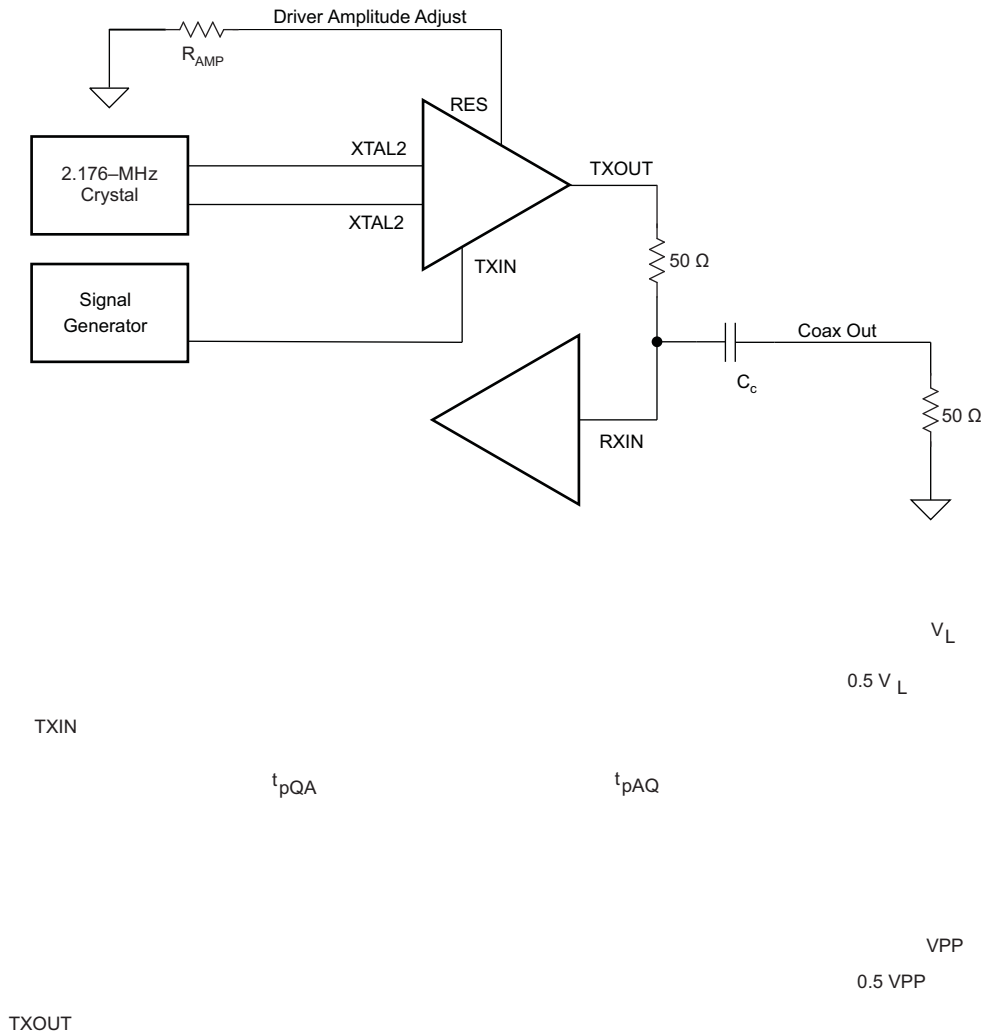 Driver Amplitude Adjust
R_AMP
RES
XTAL2
2.176–MHz
Crystal
TXOUT
XTAL2
TXIN
50 Ω
Signal
Generator
Coax Out
C_c
50 Ω
RXIN
V_L
0.5 V_L
TXIN
t_pQA
t_pAQ
VPP
0.5 VPP
TXOUT